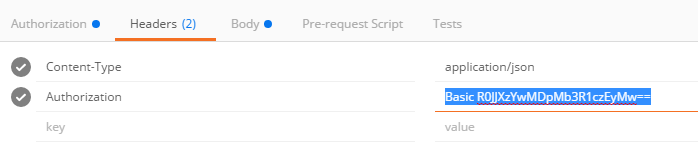 Authorization Headers (2) Body Pre-request Script Tests
Content-Type application/json
Authorization Basic R0JJXzYwMDpMb3R1czEyMw==
key value